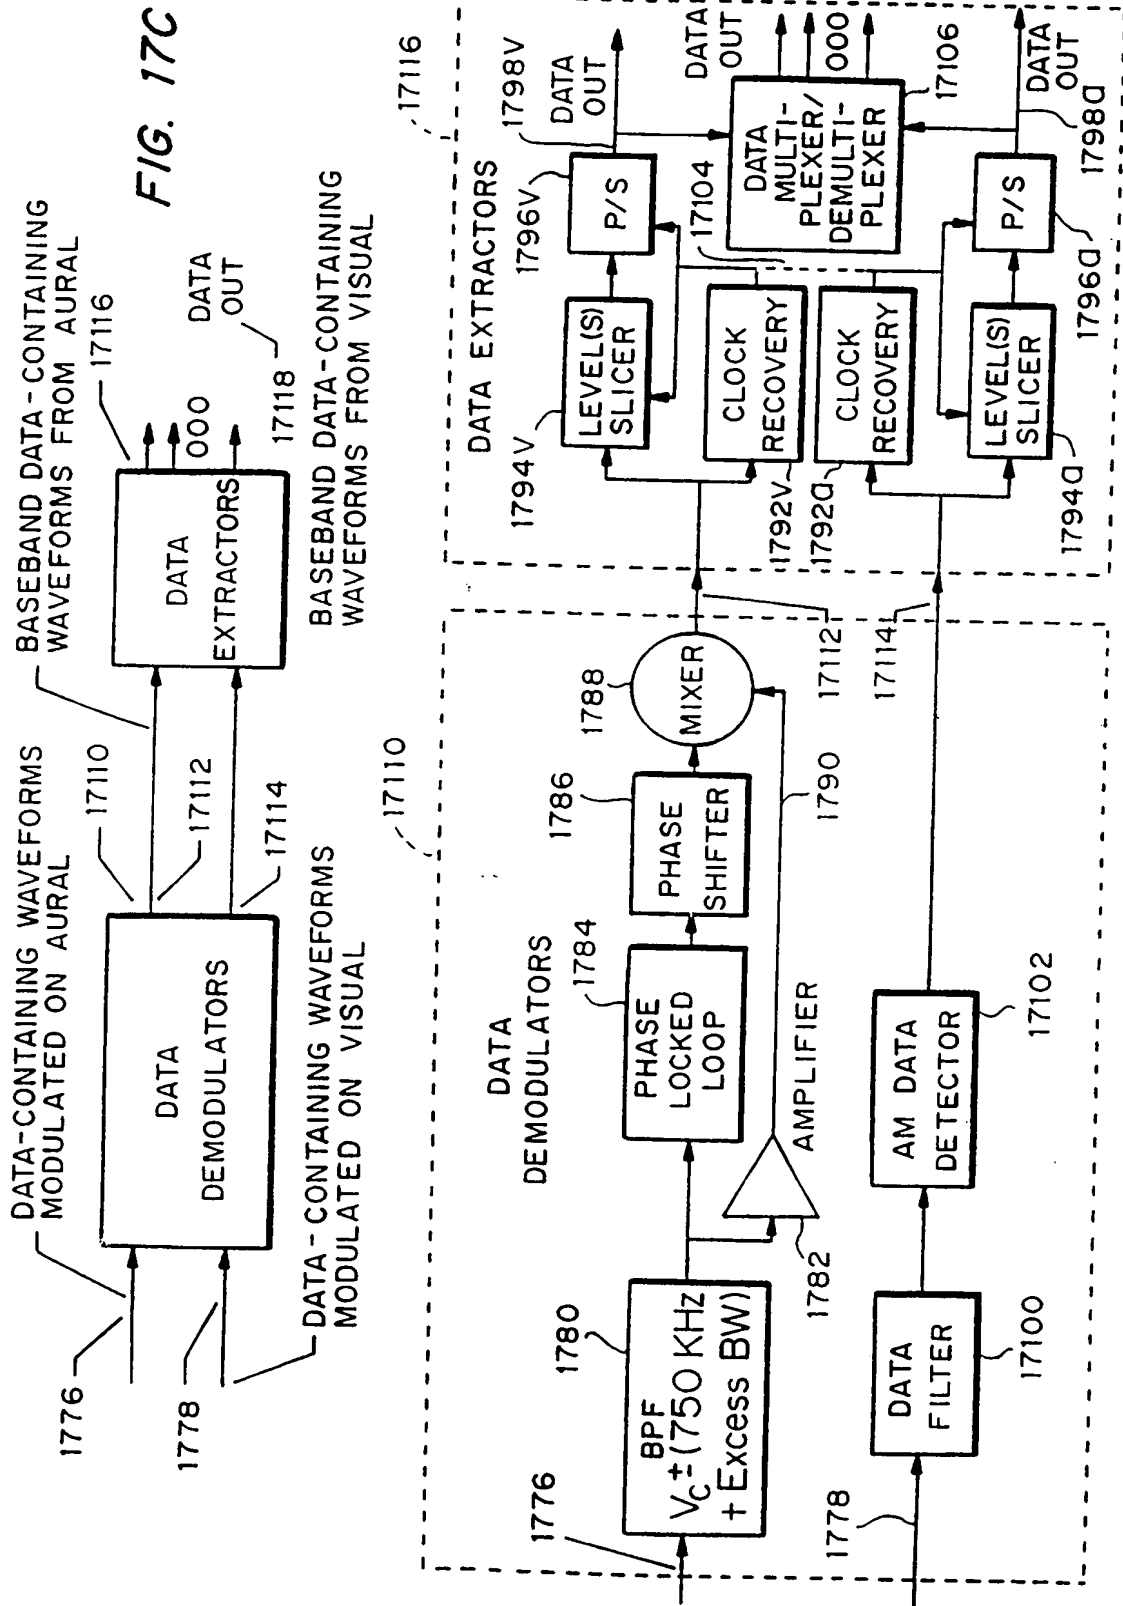 FIG. 17C
DATA-CONTAINING WAVEFORMS
MODULATED ON AURAL
BASEBAND DATA-CONTAINING
WAVEFORMS FROM AURAL
1776
1778
DATA
DEMODULATORS
17110
17112
17114
DATA
EXTRACTORS
17116
000
DATA
OUT
17118
DATA-CONTAINING WAVEFORMS
MODULATED ON VISUAL
BASEBAND DATA-CONTAINING
WAVEFORMS FROM VISUAL
17110
DATA
DEMODULATORS
1776
1780
BPF
Vc ± (750 KHz
+ Excess BW)
1782
AMPLIFIER
1784
PHASE
LOCKED
LOOP
1786
PHASE
SHIFTER
1788
MIXER
1790
17112
1778
DATA
FILTER
17100
AM DATA
DETECTOR
17102
17114
17116
DATA EXTRACTORS
1794V
LEVEL(S)
SLICER
1796V
P/S
1798V
DATA
OUT
CLOCK
RECOVERY
1792V
17104
DATA
MULTI-
PLEXER/
DEMULTI-
PLEXER
17106
DATA
OUT
000
1792a
CLOCK
RECOVERY
LEVEL(S)
SLICER
1794a
P/S
1796a
1798a
DATA
OUT